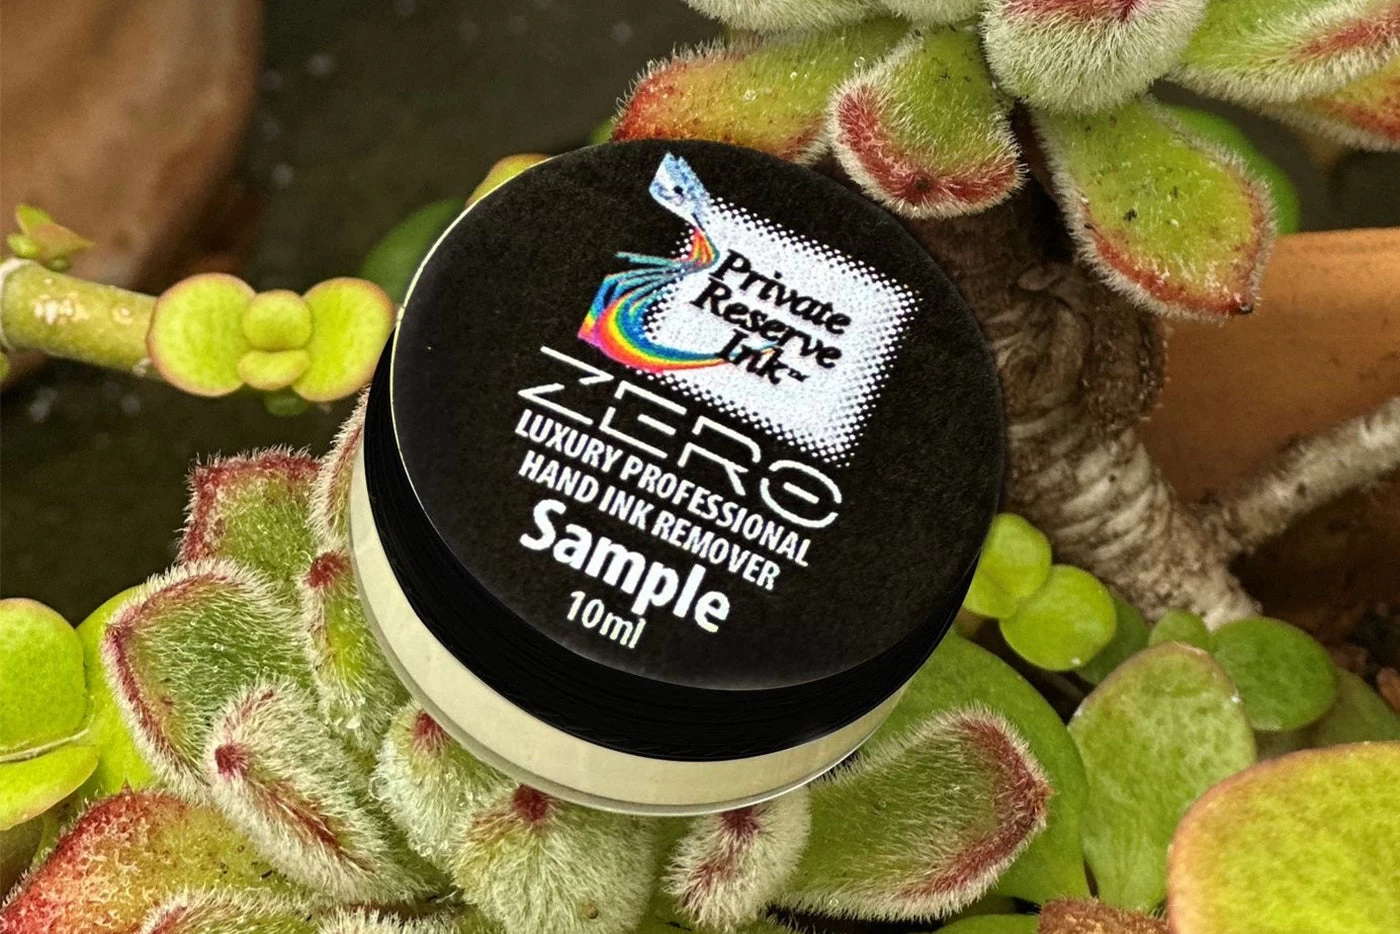 Private
Reserve
Ink™
ZERO
LUXURY PROFESSIONAL
HAND INK REMOVER
Sample
10ml